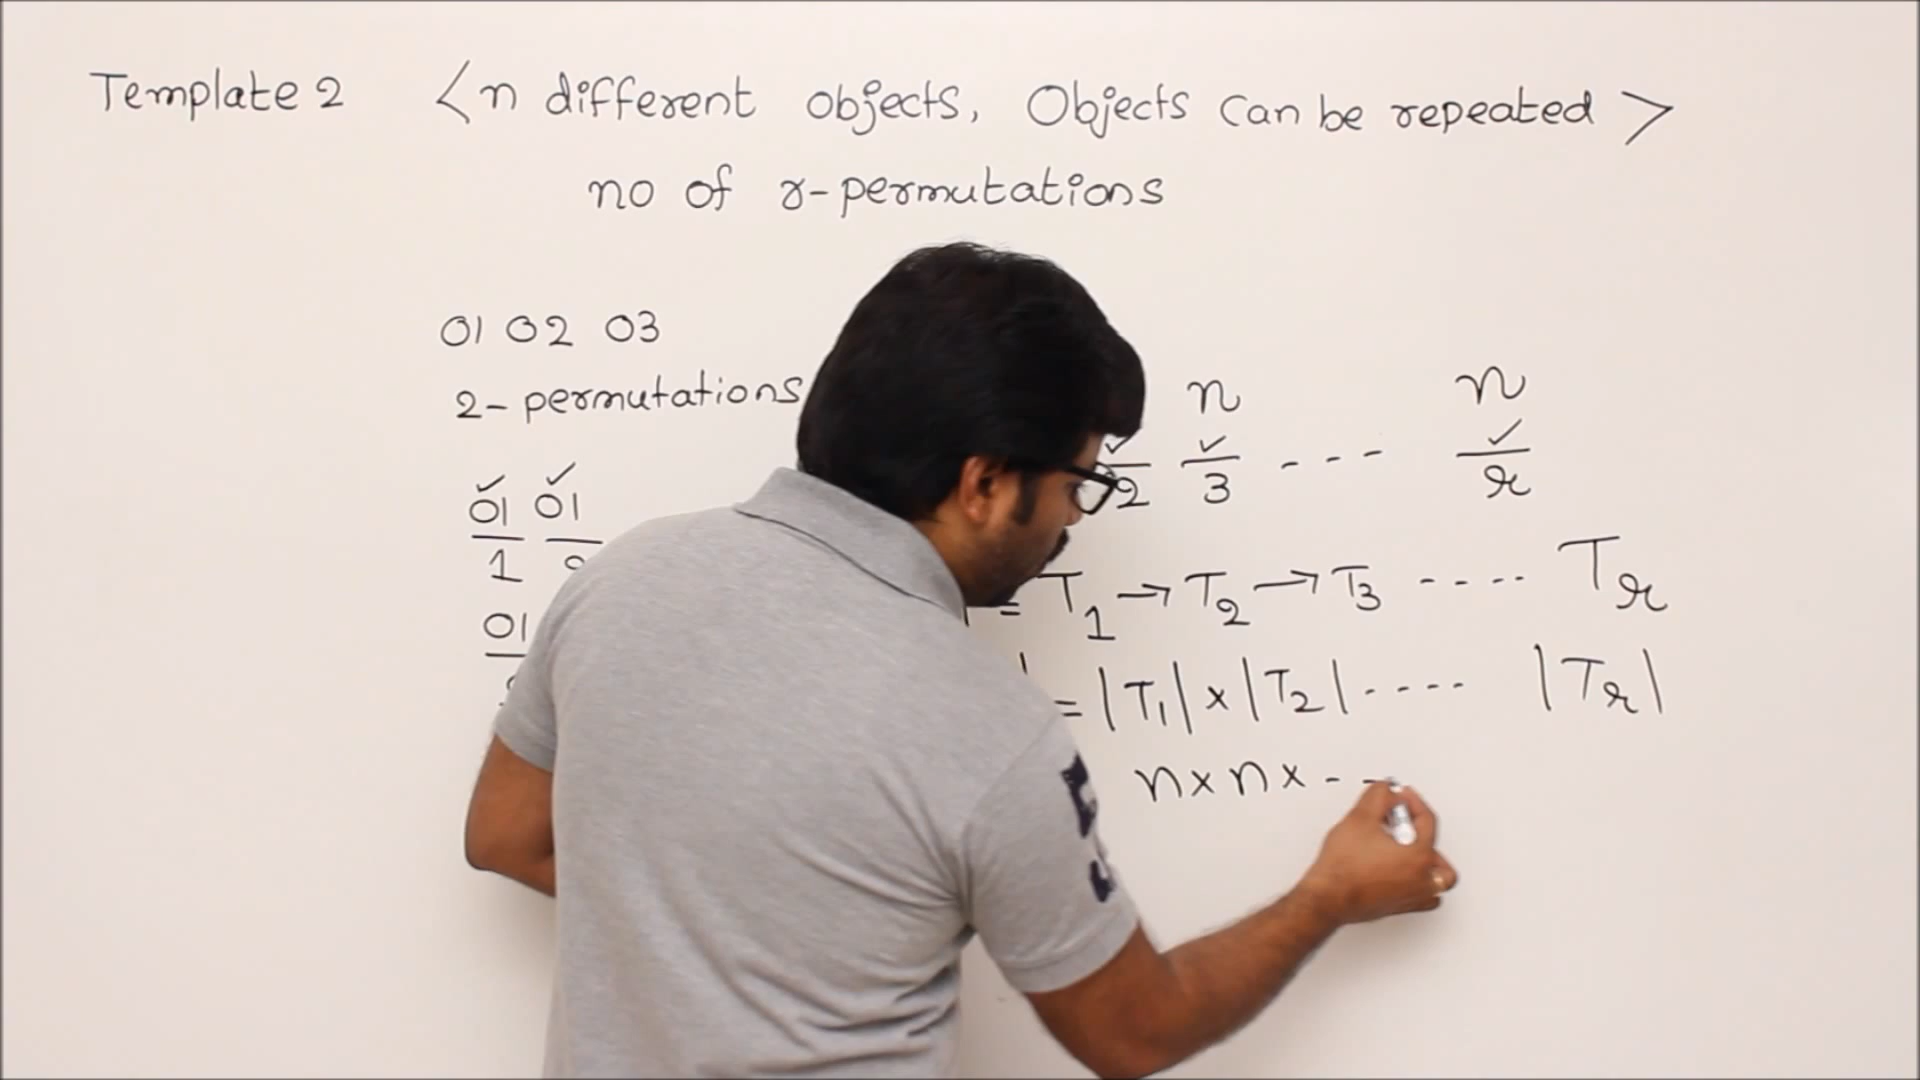 Template 2 <n different objects, Objects can be repeated>
no of r-permutations
O1 O2 O3
2-permutations
n n
✓ ✓ ✓
2 3 --- r
O1 O1
1
= T1 → T2 → T3 ---- Tr
O1
= |T1| x |T2| ---- |Tr|
n x n x - -